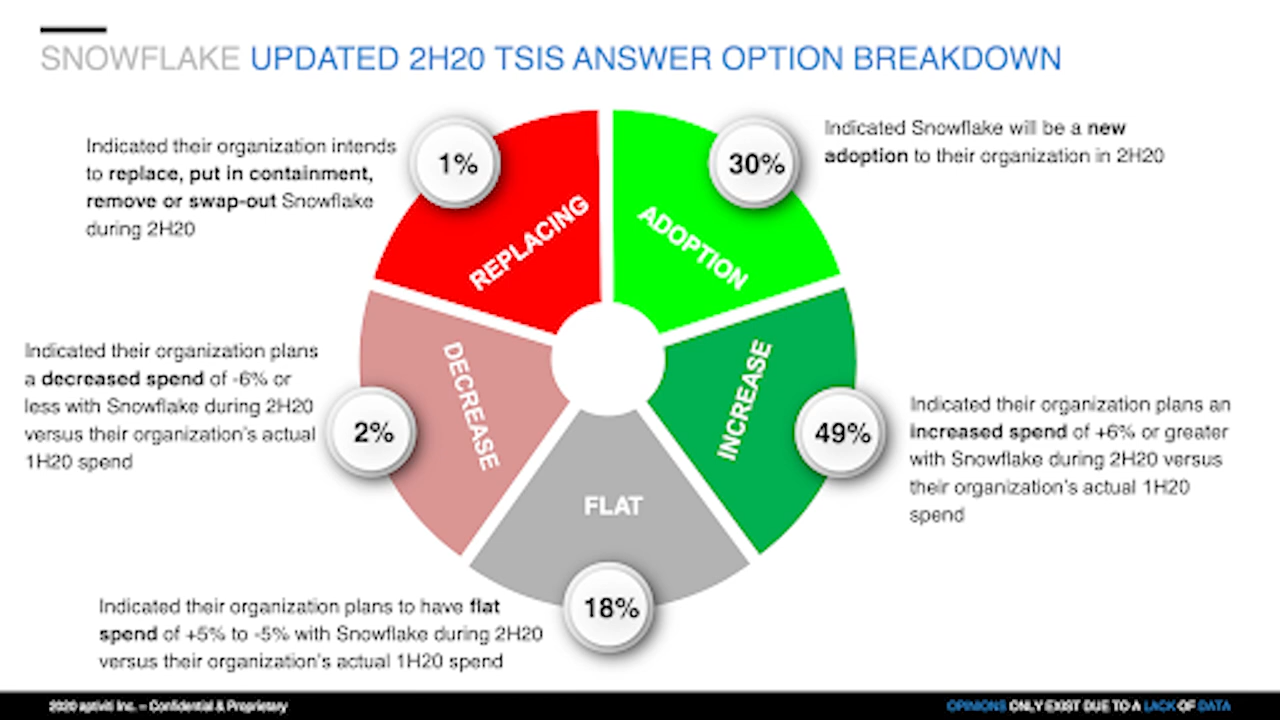 SNOWFLAKE UPDATED 2H20 TSIS ANSWER OPTION BREAKDOWN
Indicated their organization intends
to replace, put in containment,
remove or swap-out Snowflake
during 2H20
1%
REPLACING
30%
ADOPTION
Indicated Snowflake will be a new
adoption to their organization in 2H20
Indicated their organization plans
a decreased spend of -6% or
less with Snowflake during 2H20
versus their organization's actual
1H20 spend
2%
DECREASE
INCREASE
49%
Indicated their organization plans an
increased spend of +6% or greater
with Snowflake during 2H20 versus
their organization's actual 1H20
spend
FLAT
18%
Indicated their organization plans to have flat
spend of +5% to -5% with Snowflake during 2H20
versus their organization's actual 1H20 spend
2020 aptiviti Inc. – Confidential & Proprietary
OPINIONS ONLY EXIST DUE TO A LACK OF DATA